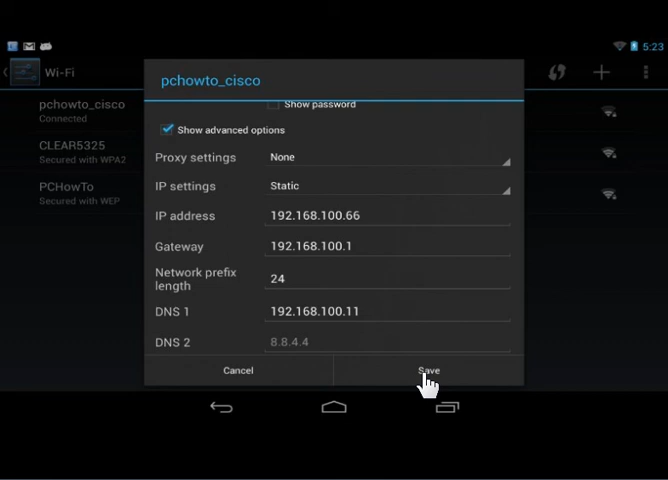 5:23
Wi-Fi
pchowto_cisco
Connected
CLEAR5325
Secured with WPA2
PCHowTo
Secured with WEP
pchowto_cisco
Show password
Show advanced options
Proxy settings None
IP settings Static
IP address 192.168.100.66
Gateway 192.168.100.1
Network prefix length 24
DNS 1 192.168.100.11
DNS 2 8.8.4.4
Cancel Save